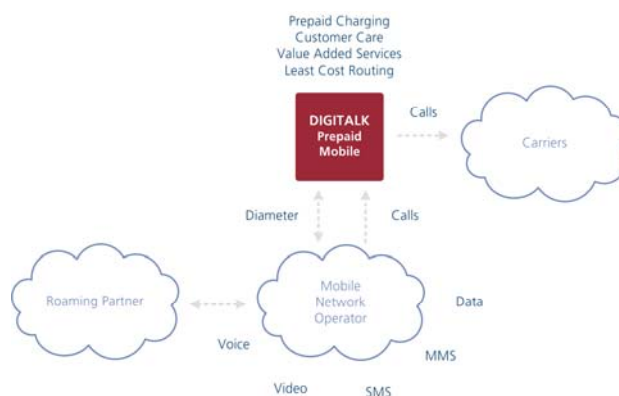 Prepaid Charging
Customer Care
Value Added Services
Least Cost Routing
DIGITALK
Prepaid
Mobile
Calls
Carriers
Diameter
Calls
Roaming Partner
Mobile
Network
Operator
Data
Voice
MMS
Video
SMS